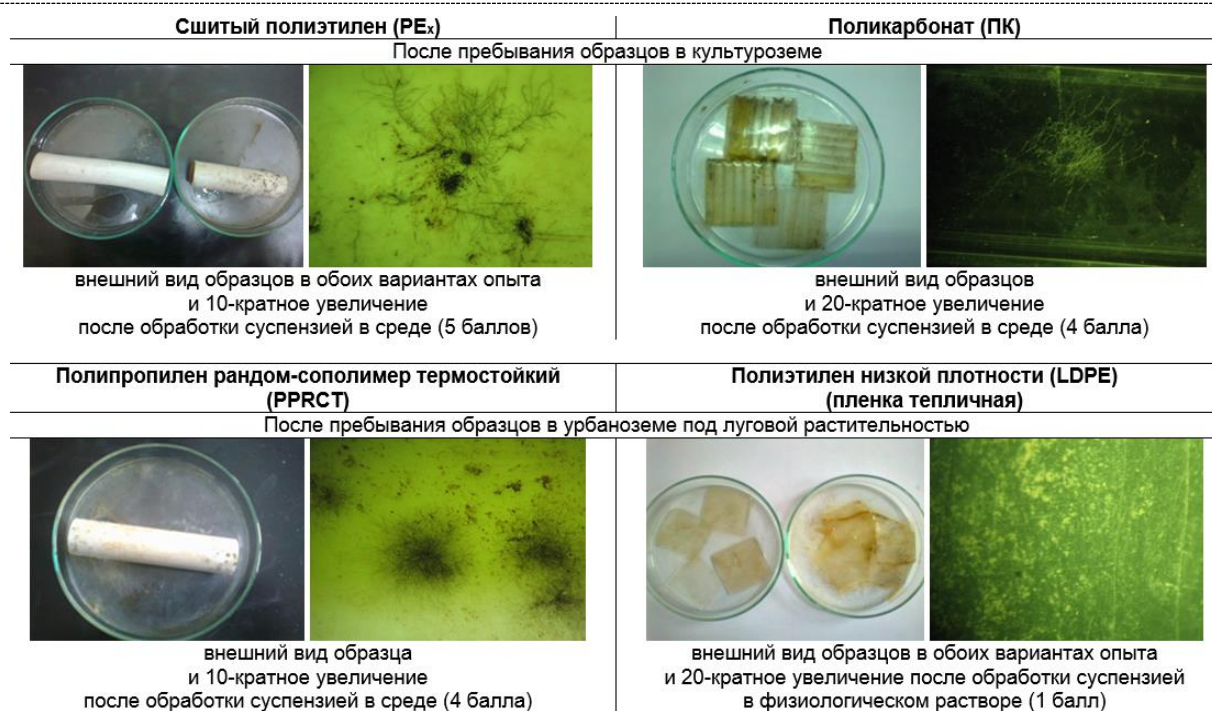 Сшитый полиэтилен (PEx)
Поликарбонат (ПК)
После пребывания образцов в культуроземе
внешний вид образцов в обоих вариантах опыта
и 10-кратное увеличение
после обработки суспензией в среде (5 баллов)
внешний вид образцов
и 20-кратное увеличение
после обработки суспензией в среде (4 балла)
Полипропилен рандом-сополимер термостойкий
(PPRCT)
Полиэтилен низкой плотности (LDPE)
(пленка тепличная)
После пребывания образцов в урбаноземе под луговой растительностью
внешний вид образца
и 10-кратное увеличение
после обработки суспензией в среде (4 балла)
внешний вид образцов в обоих вариантах опыта
и 20-кратное увеличение после обработки суспензией
в физиологическом растворе (1 балл)